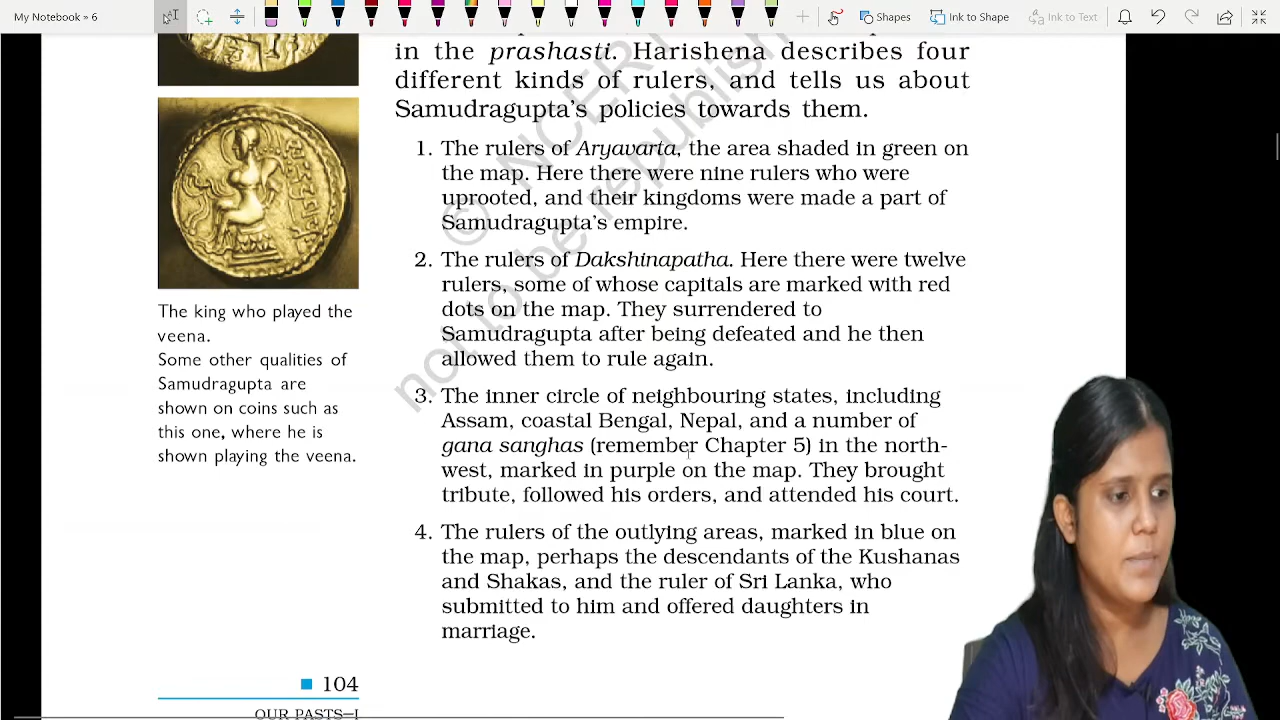 My Notebook » 6
Shapes
Ink to Shape
Ink to Text
in the prashasti. Harishena describes four
different kinds of rulers, and tells us about
Samudragupta’s policies towards them.
1. The rulers of Aryavarta, the area shaded in green on
the map. Here there were nine rulers who were
uprooted, and their kingdoms were made a part of
Samudragupta’s empire.
2. The rulers of Dakshinapatha. Here there were twelve
rulers, some of whose capitals are marked with red
dots on the map. They surrendered to
Samudragupta after being defeated and he then
allowed them to rule again.
3. The inner circle of neighbouring states, including
Assam, coastal Bengal, Nepal, and a number of
gana sanghas (remember Chapter 5) in the north-
west, marked in purple on the map. They brought
tribute, followed his orders, and attended his court.
4. The rulers of the outlying areas, marked in blue on
the map, perhaps the descendants of the Kushanas
and Shakas, and the ruler of Sri Lanka, who
submitted to him and offered daughters in
marriage.
The king who played the
veena.
Some other qualities of
Samudragupta are
shown on coins such as
this one, where he is
shown playing the veena.
104
OUR PASTS–I
© NCER
not to be republish